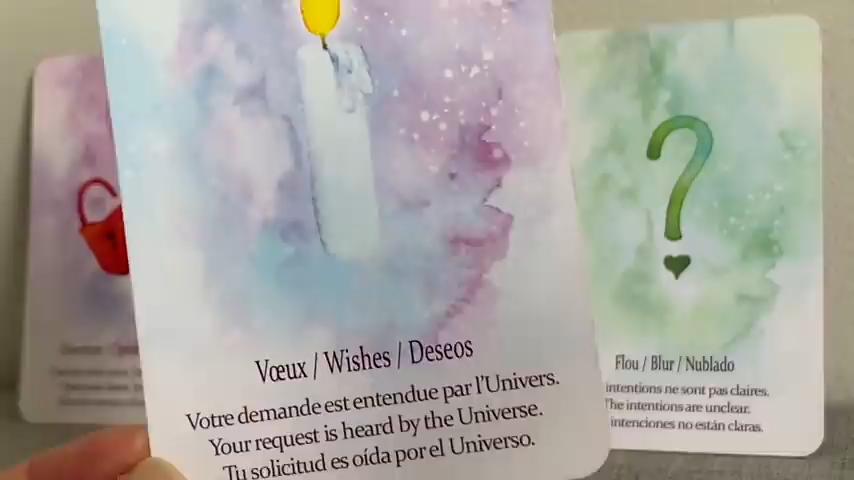 Vœux / Wishes / Deseos
Votre demande est entendue par l'Univers.
Your request is heard by the Universe.
Tu solicitud es oída por el Universo.
Flou / Blur / Nublado
intentions ne sont pas claires.
The intentions are unclear.
intenciones no están claras.